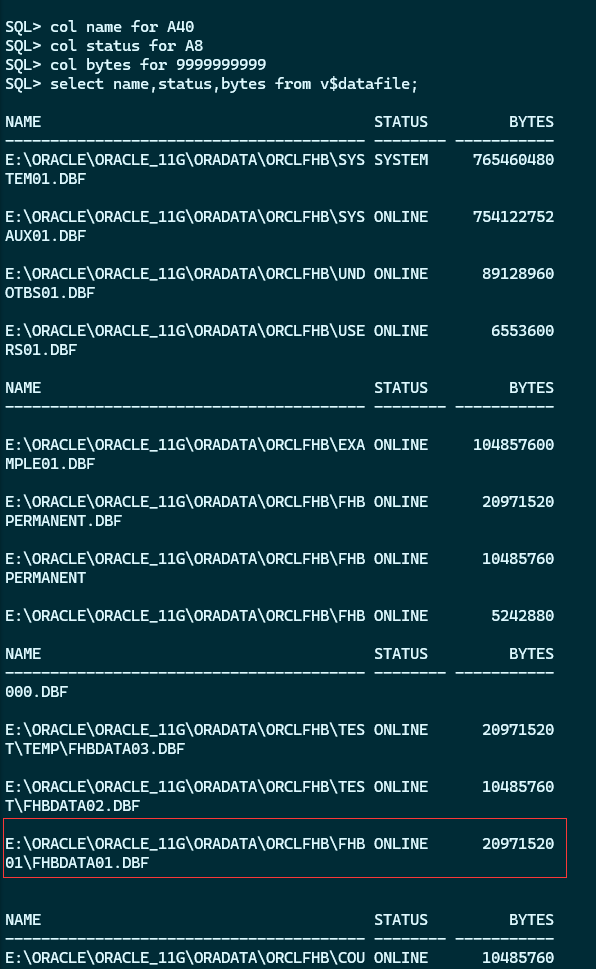 SQL> col name for A40
SQL> col status for A8
SQL> col bytes for 9999999999
SQL> select name,status,bytes from v$datafile;
NAME                                     STATUS         BYTES
---------------------------------------- -------- -----------
E:\ORACLE\ORACLE_11G\ORADATA\ORCLFHB\SYS SYSTEM     765460480
TEM01.DBF
E:\ORACLE\ORACLE_11G\ORADATA\ORCLFHB\SYS ONLINE     754122752
AUX01.DBF
E:\ORACLE\ORACLE_11G\ORADATA\ORCLFHB\UND ONLINE      89128960
OTBS01.DBF
E:\ORACLE\ORACLE_11G\ORADATA\ORCLFHB\USE ONLINE       6553600
RS01.DBF
NAME                                     STATUS         BYTES
---------------------------------------- -------- -----------
E:\ORACLE\ORACLE_11G\ORADATA\ORCLFHB\EXA ONLINE     104857600
MPLE01.DBF
E:\ORACLE\ORACLE_11G\ORADATA\ORCLFHB\FHB ONLINE      20971520
PERMANENT.DBF
E:\ORACLE\ORACLE_11G\ORADATA\ORCLFHB\FHB ONLINE      10485760
PERMANENT
E:\ORACLE\ORACLE_11G\ORADATA\ORCLFHB\FHB ONLINE       5242880
NAME                                     STATUS         BYTES
---------------------------------------- -------- -----------
000.DBF
E:\ORACLE\ORACLE_11G\ORADATA\ORCLFHB\TES ONLINE      20971520
T\TEMP\FHBDATA03.DBF
E:\ORACLE\ORACLE_11G\ORADATA\ORCLFHB\TES ONLINE      10485760
T\FHBDATA02.DBF
E:\ORACLE\ORACLE_11G\ORADATA\ORCLFHB\FHB ONLINE      20971520
01\FHBDATA01.DBF
NAME                                     STATUS         BYTES
---------------------------------------- -------- -----------
E:\ORACLE\ORACLE_11G\ORADATA\ORCLFHB\COU ONLINE      10485760